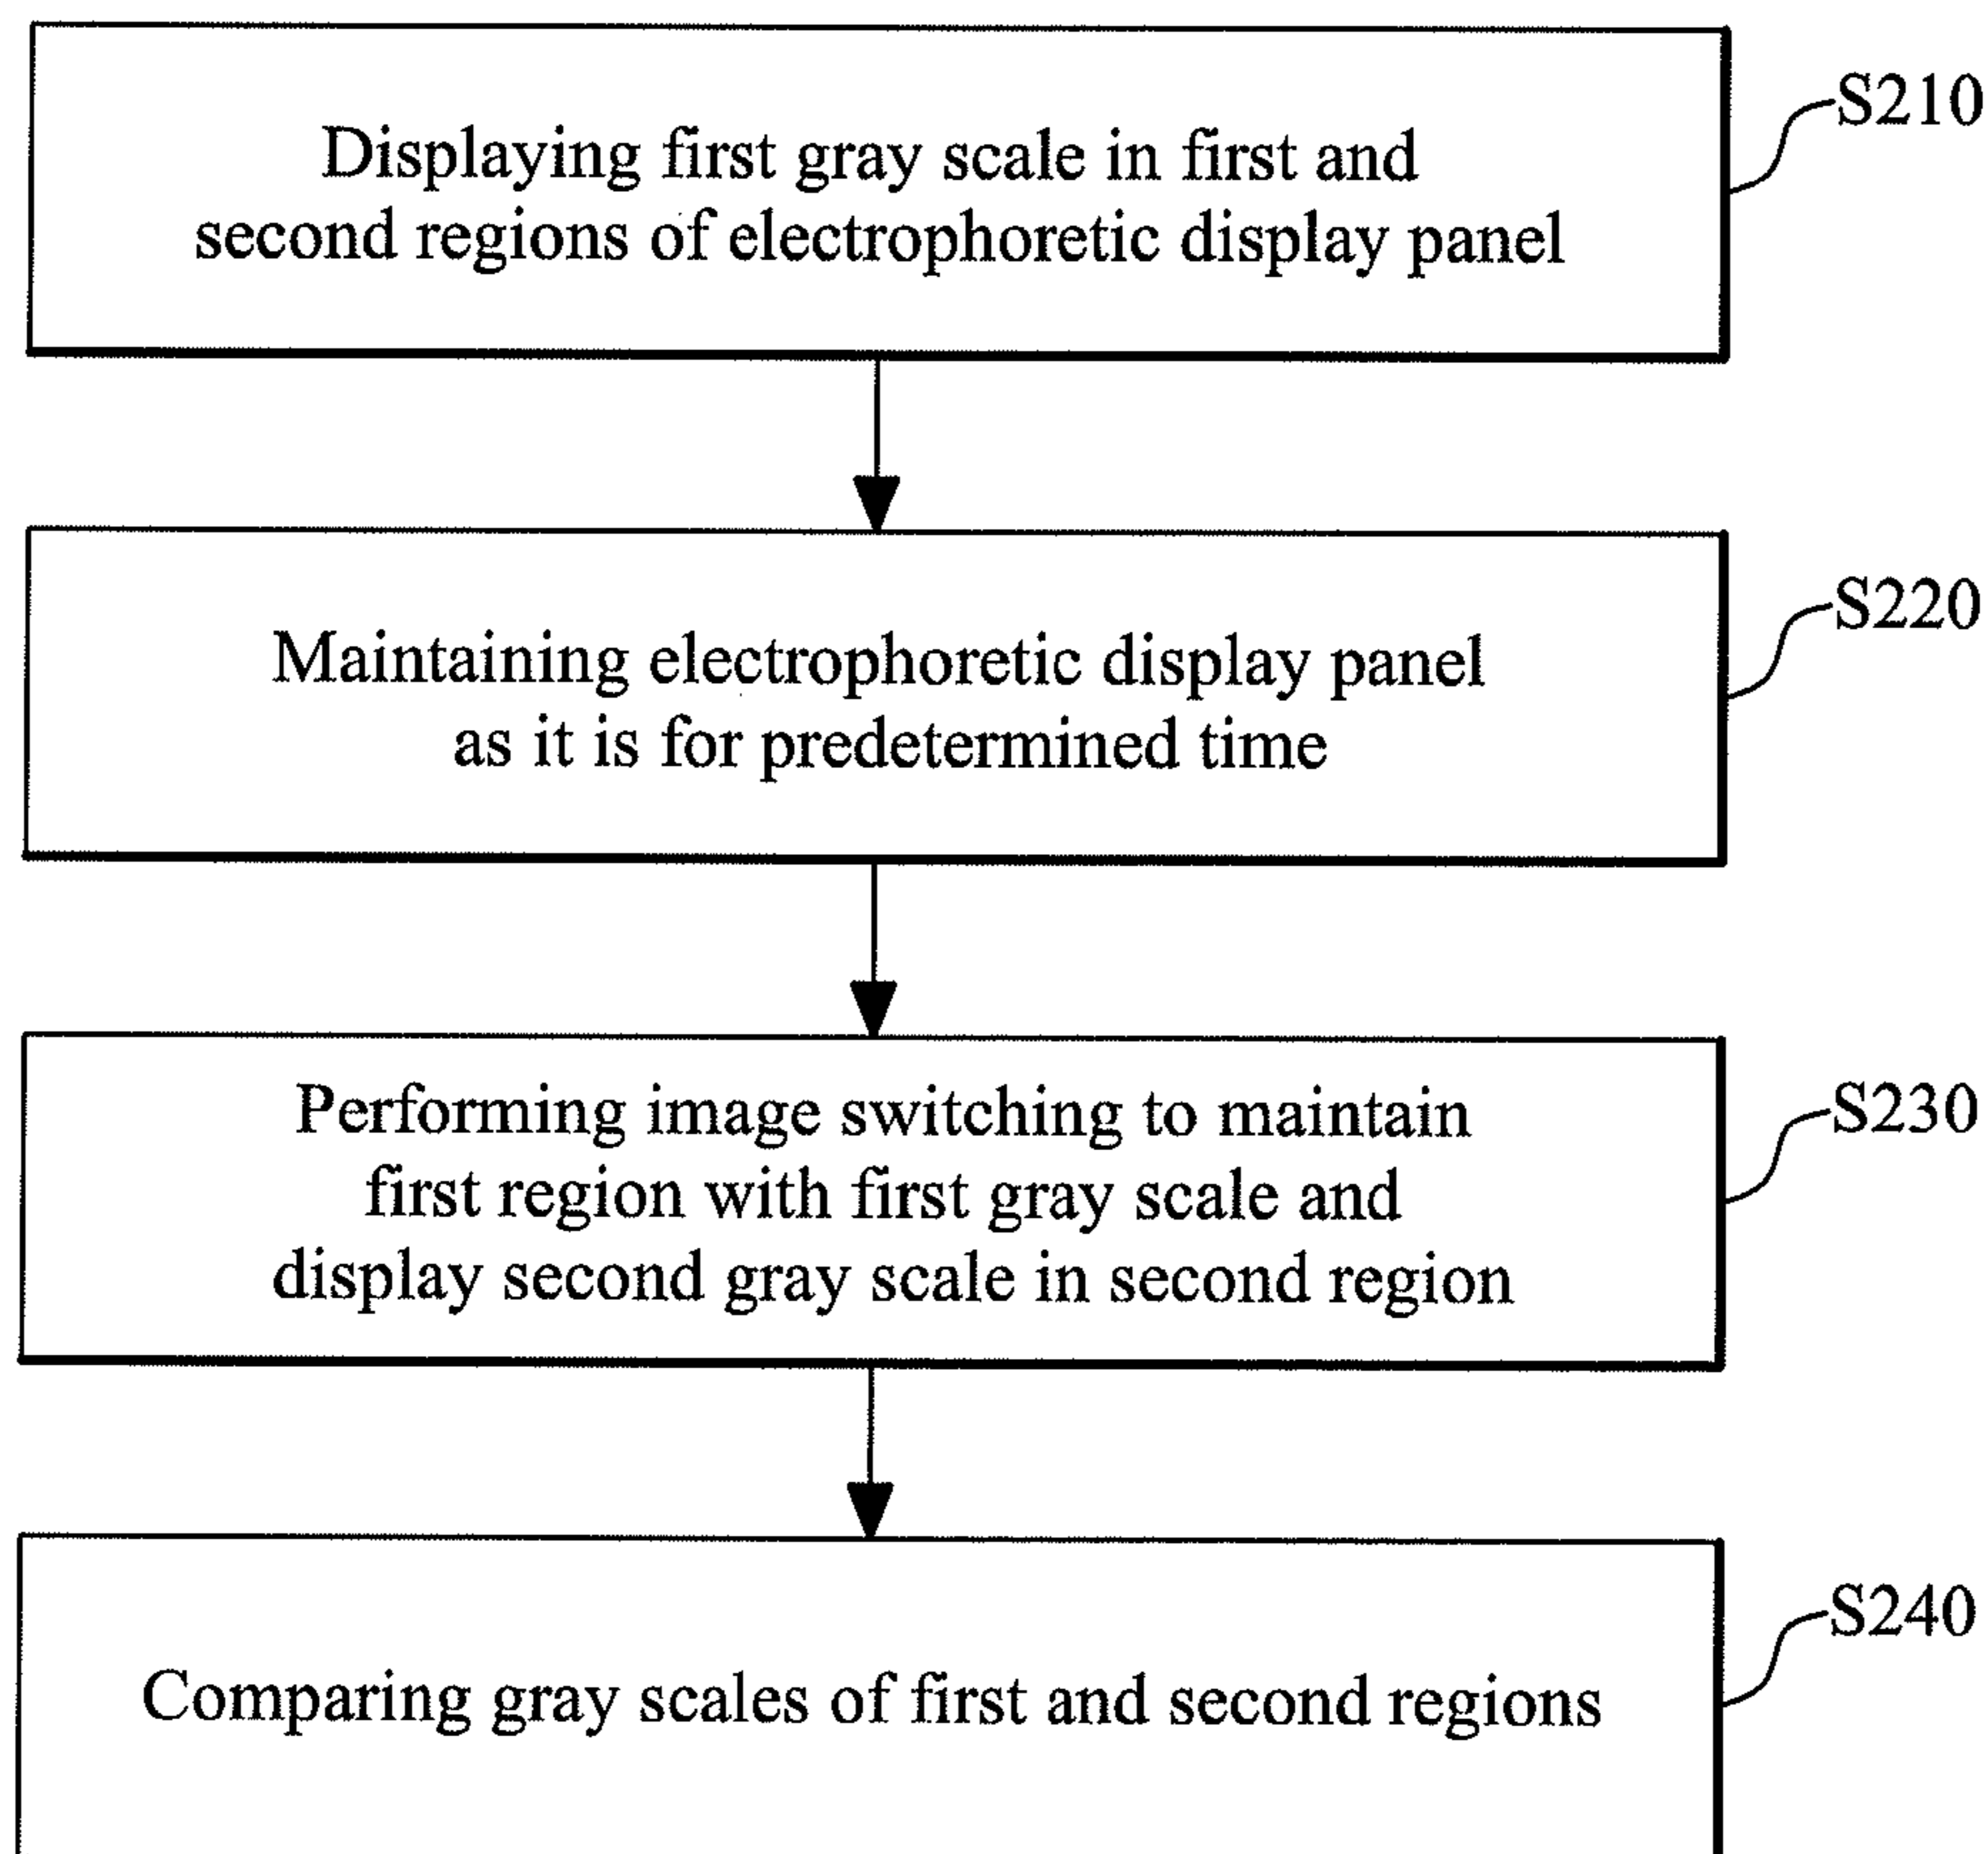 Displaying first gray scale in first and
second regions of electrophoretic display panel
S210
Maintaining electrophoretic display panel
as it is for predetermined time
S220
Performing image switching to maintain
first region with first gray scale and
display second gray scale in second region
S230
Comparing gray scales of first and second regions
S240